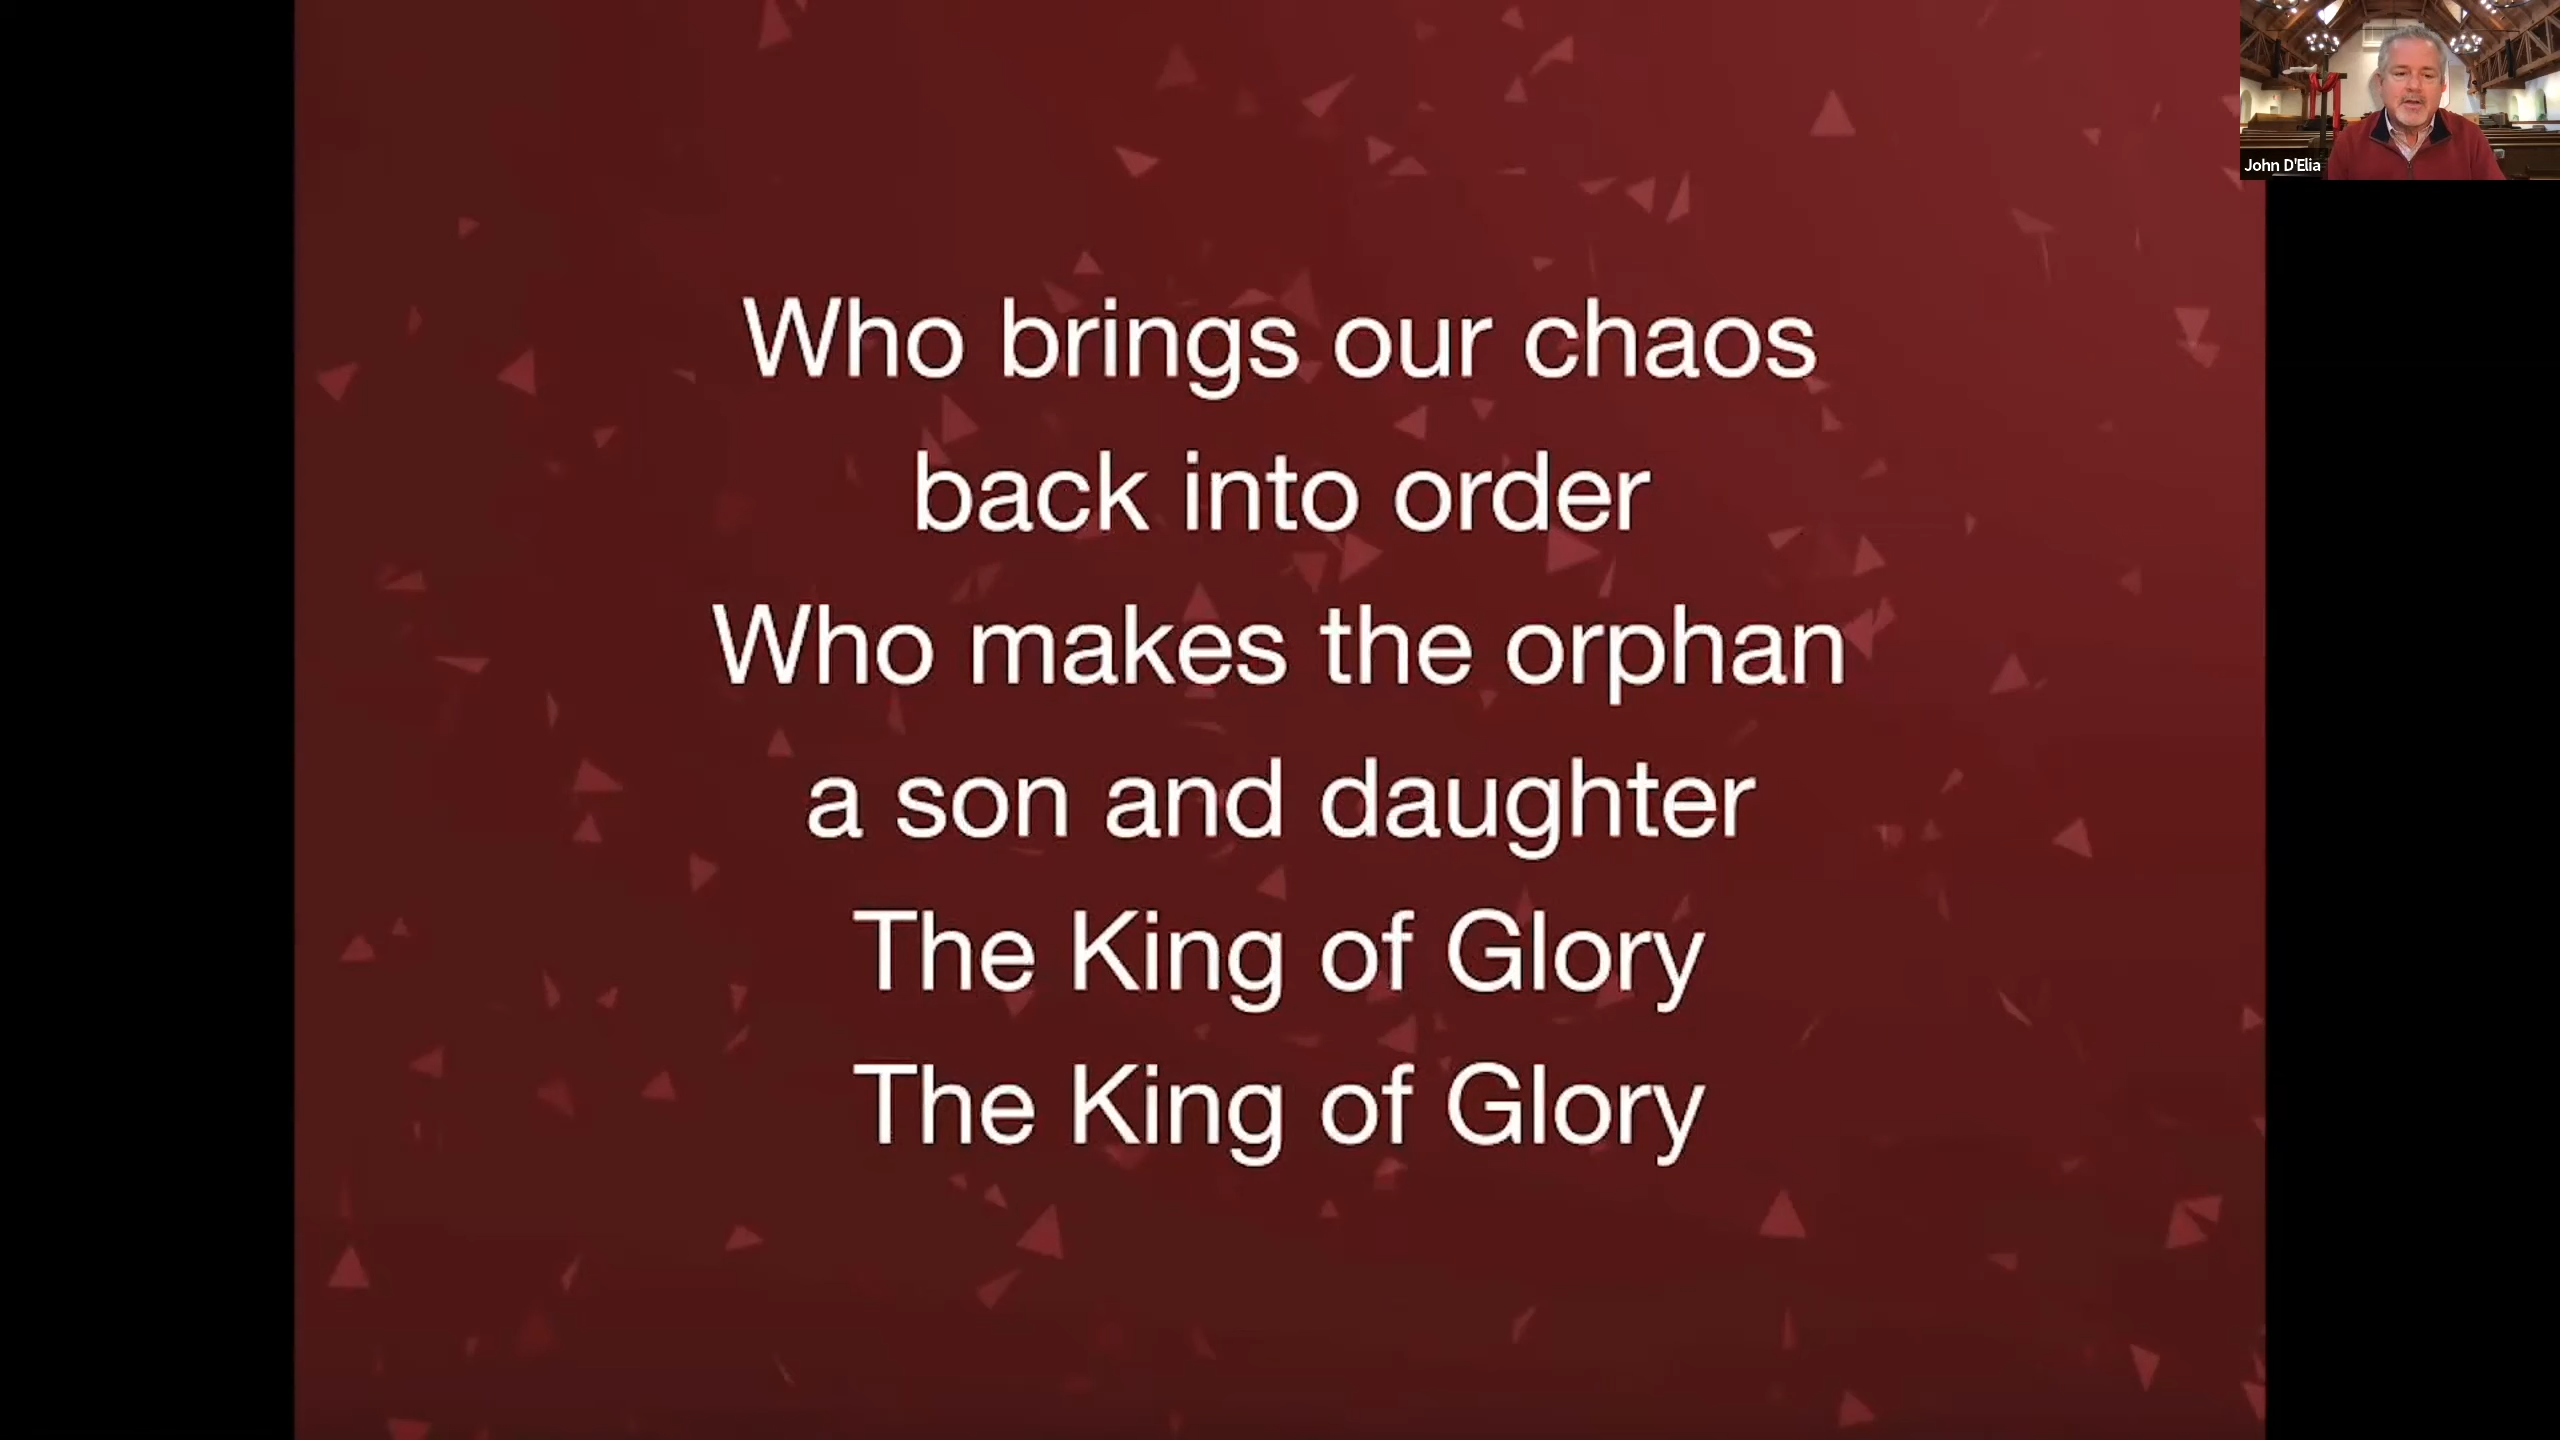 Who brings our chaos
back into order
Who makes the orphan
a son and daughter
The King of Glory
The King of Glory
John D'Elia